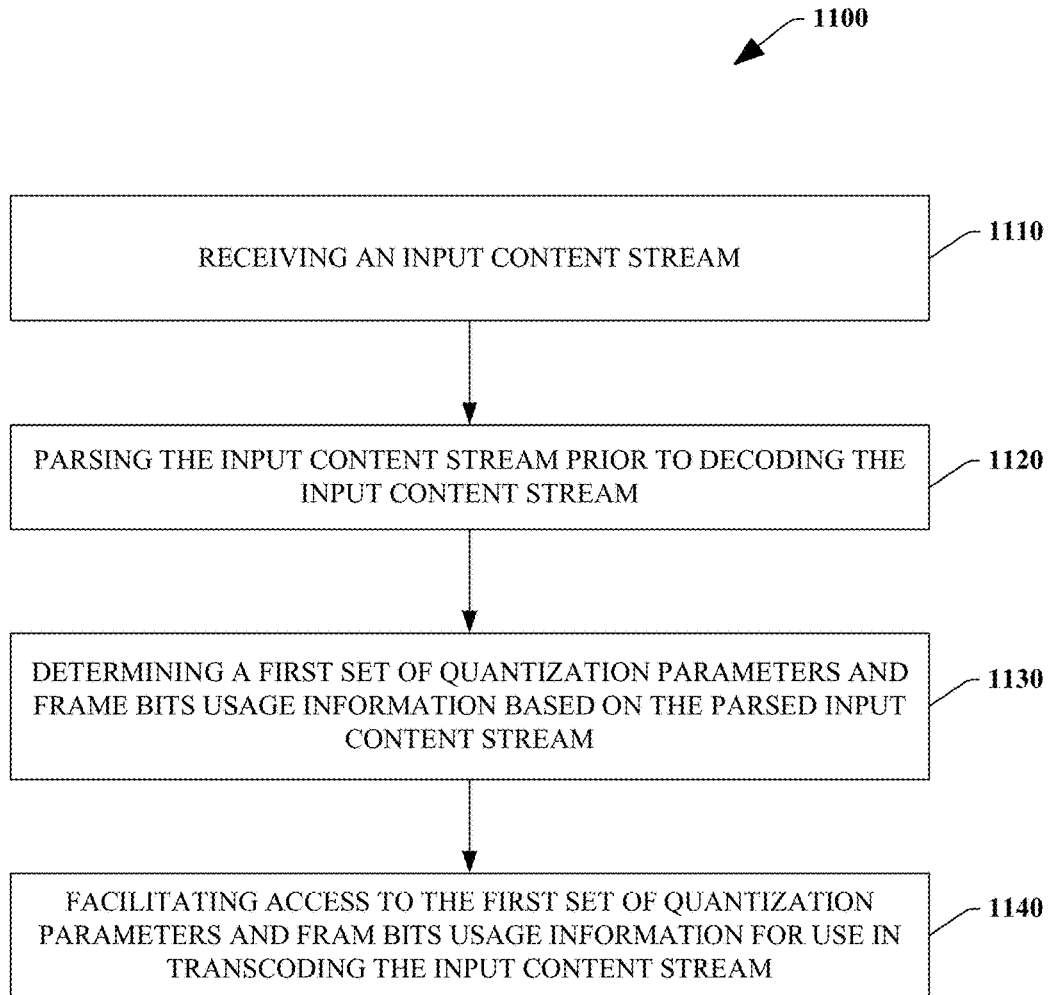 1100
RECEIVING AN INPUT CONTENT STREAM
1110
PARSING THE INPUT CONTENT STREAM PRIOR TO DECODING THE
INPUT CONTENT STREAM
1120
DETERMINING A FIRST SET OF QUANTIZATION PARAMETERS AND
FRAME BITS USAGE INFORMATION BASED ON THE PARSED INPUT
CONTENT STREAM
1130
FACILITATING ACCESS TO THE FIRST SET OF QUANTIZATION
PARAMETERS AND FRAM BITS USAGE INFORMATION FOR USE IN
TRANSCODING THE INPUT CONTENT STREAM
1140